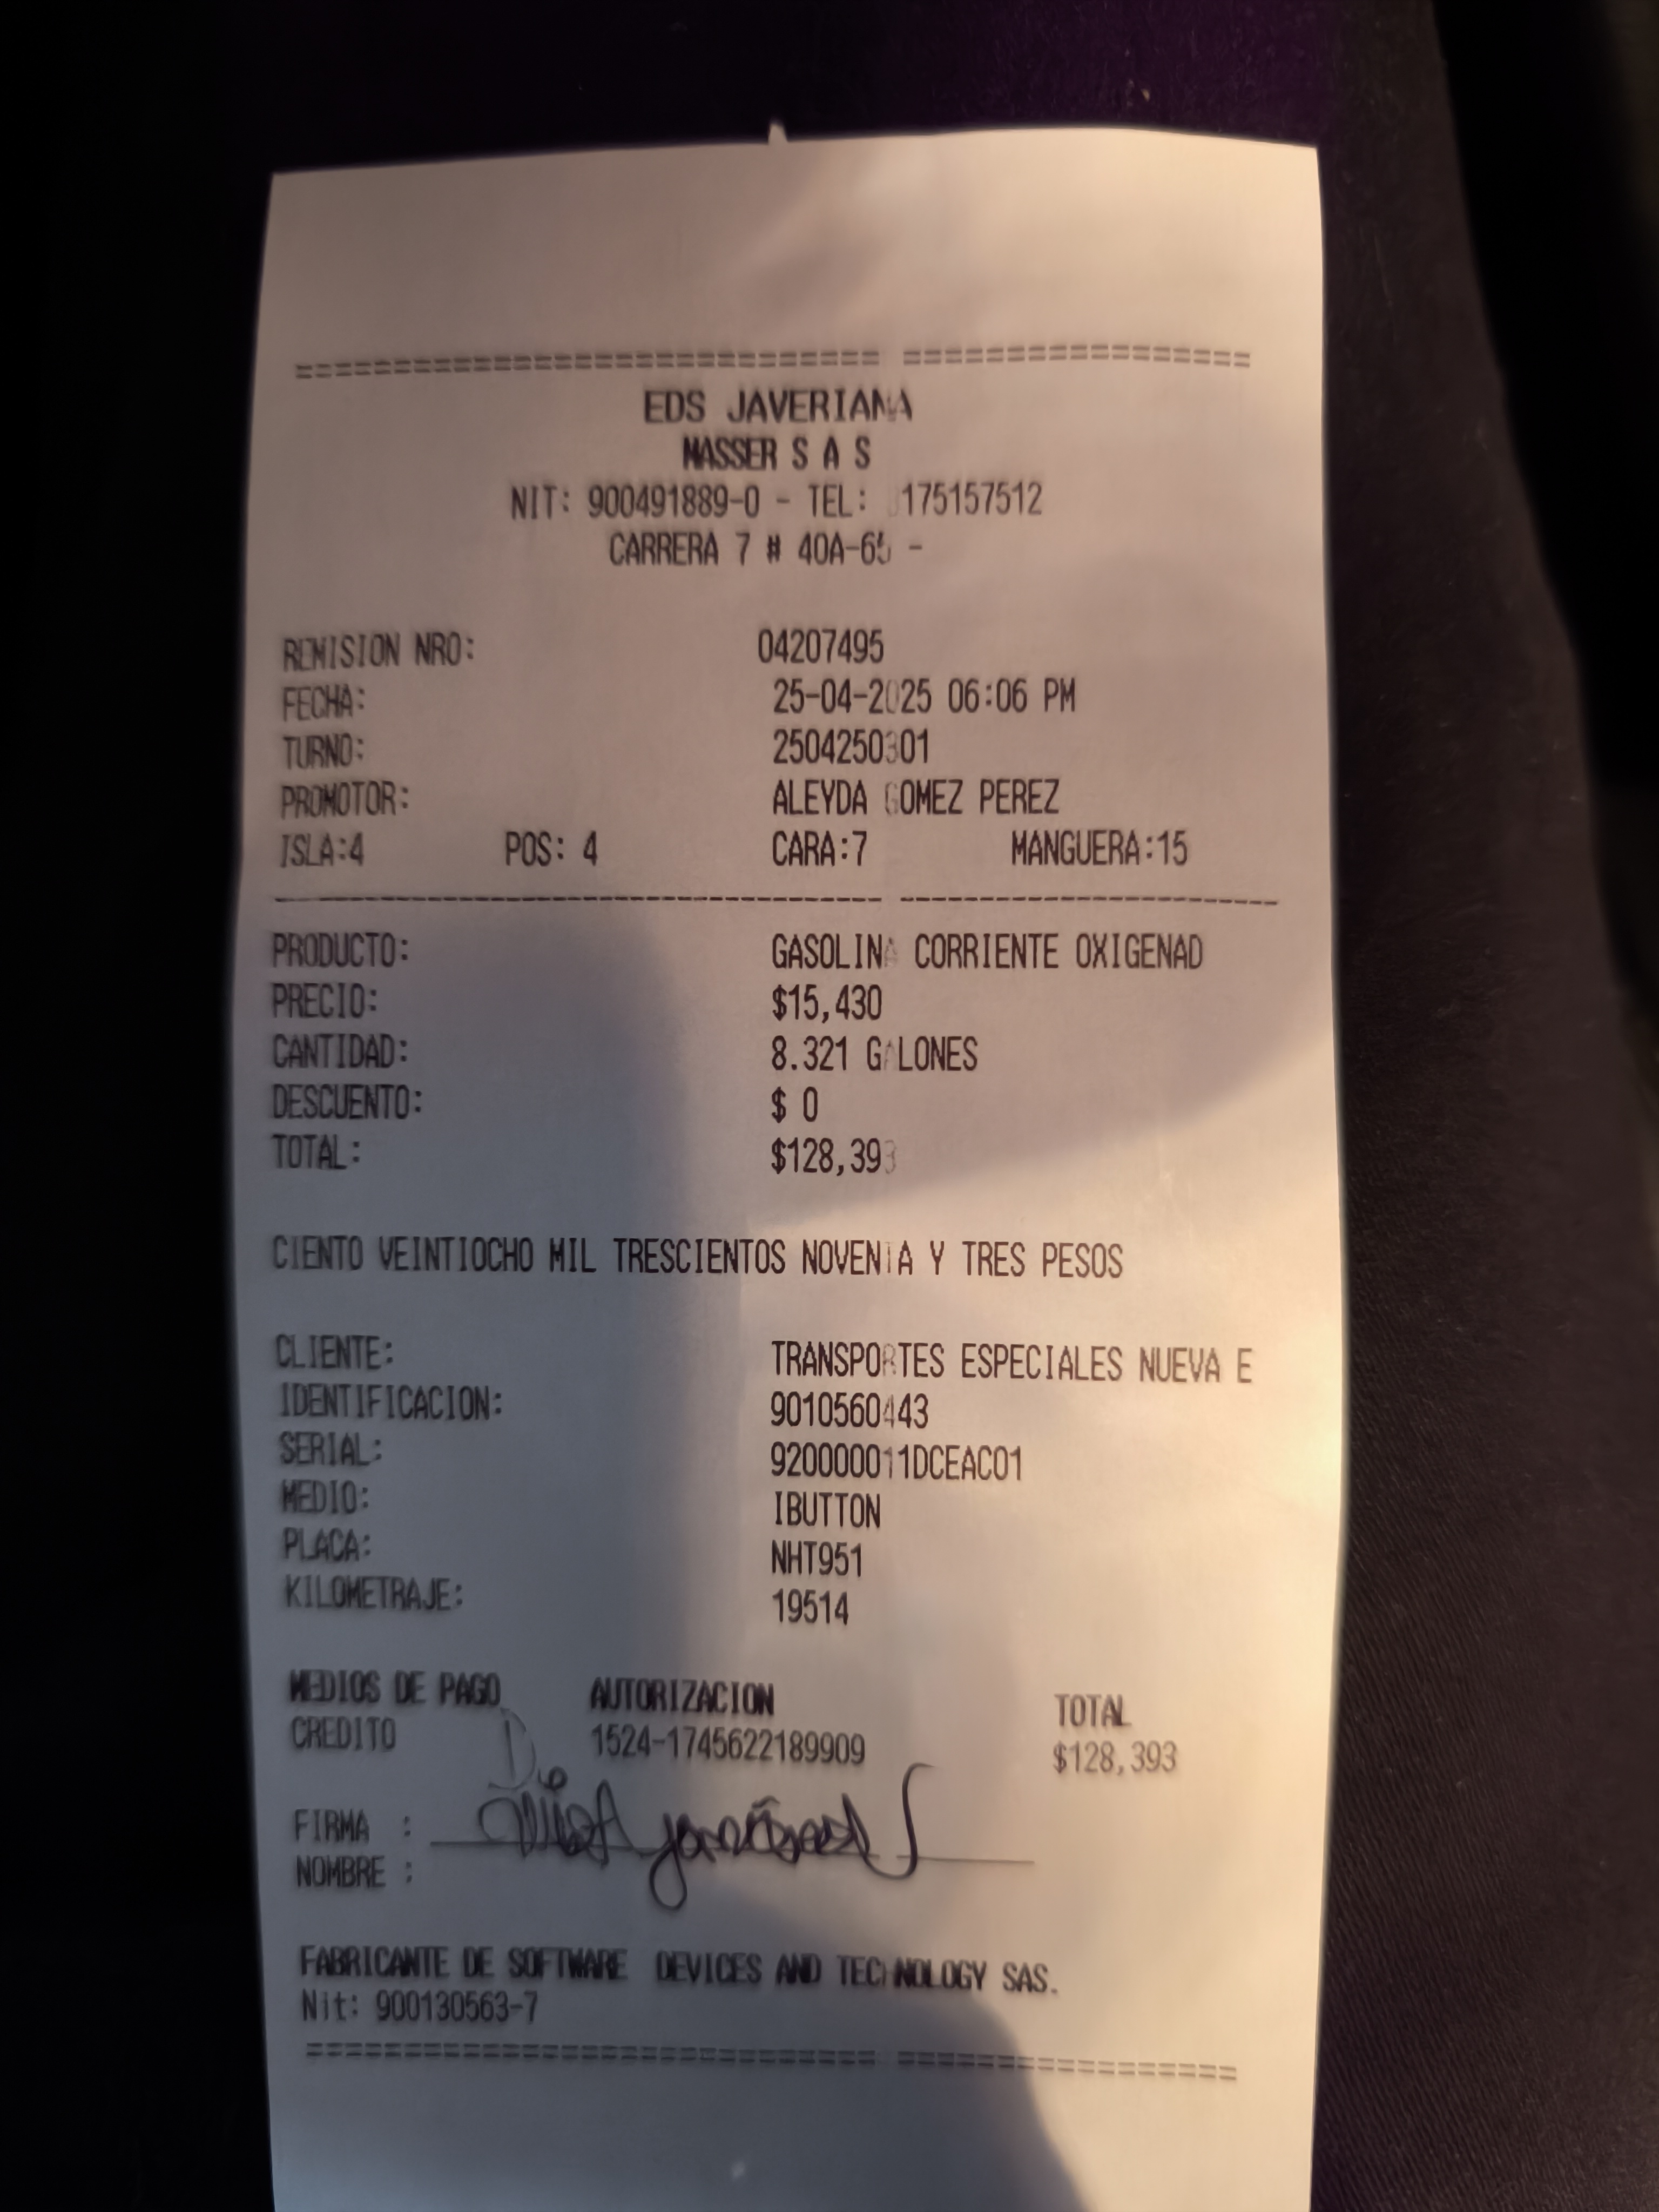 ==============================================
EDS JAVERIANA
MASSER S A S
NIT: 900491889-0 - TEL: 175157512
CARRERA 7 # 40A-65 -
REMISION NRO: 04207495
FECHA: 25-04-2025 06:06 PM
TURNO: 2504250301
PROMOTOR: ALEYDA GOMEZ PEREZ
ISLA:4 POS: 4 CARA:7 MANGUERA:15
----------------------------------------------
PRODUCTO: GASOLINA CORRIENTE OXIGENAD
PRECIO: $15,430
CANTIDAD: 8.321 GALONES
DESCUENTO: $ 0
TOTAL: $128,393
CIENTO VEINTIOCHO MIL TRESCIENTOS NOVENTA Y TRES PESOS
CLIENTE: TRANSPORTES ESPECIALES NUEVA E
IDENTIFICACION: 9010560443
SERIAL: 920000011DCEAC01
MEDIO: IBUTTON
PLACA: NHT951
KILOMETRAJE: 19514
MEDIOS DE PAGO AUTORIZACION TOTAL
CREDITO 1524-1745622189909 $128,393
FIRMA :
NOMBRE :
FABRICANTE DE SOFTWARE DEVICES AND TECHNOLOGY SAS.
Nit: 900130563-7
==============================================